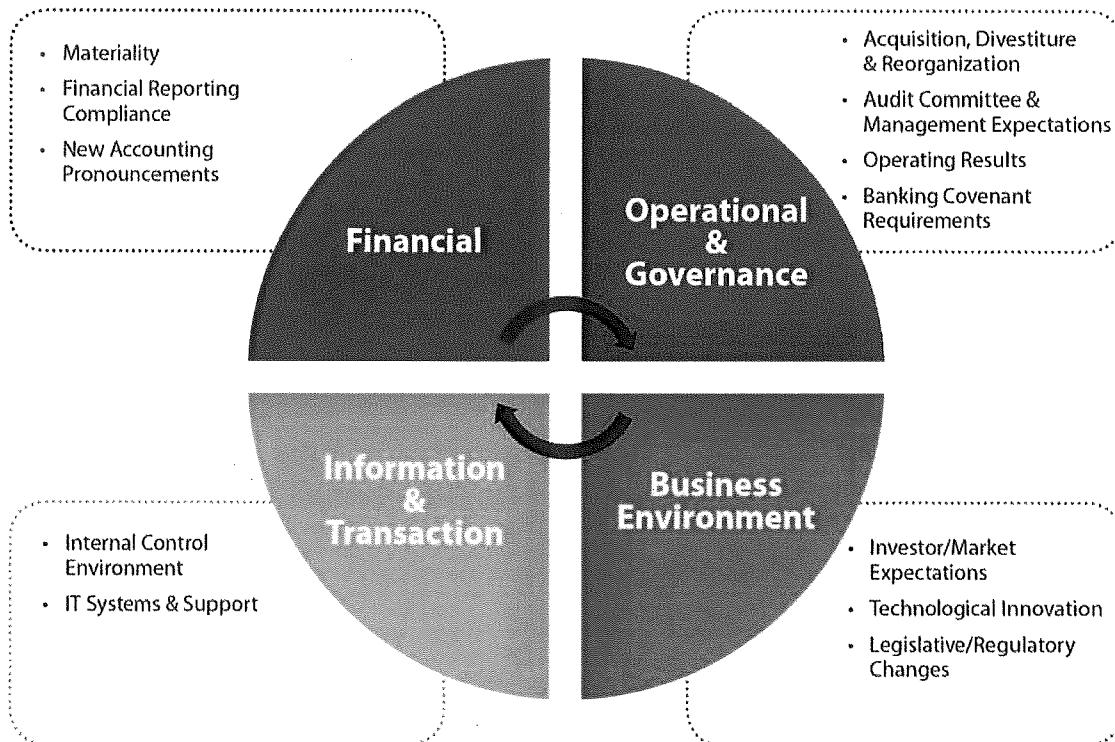 • Materiality
• Financial Reporting
Compliance
• New Accounting
Pronouncements
• Acquisition, Divestiture
& Reorganization
• Audit Committee &
Management Expectations
• Operating Results
• Banking Covenant
Requirements
Financial
Operational
&
Governance
Information
&
Transaction
Business
Environment
• Internal Control
Environment
• IT Systems & Support
• Investor/Market
Expectations
• Technological Innovation
• Legislative/Regulatory
Changes